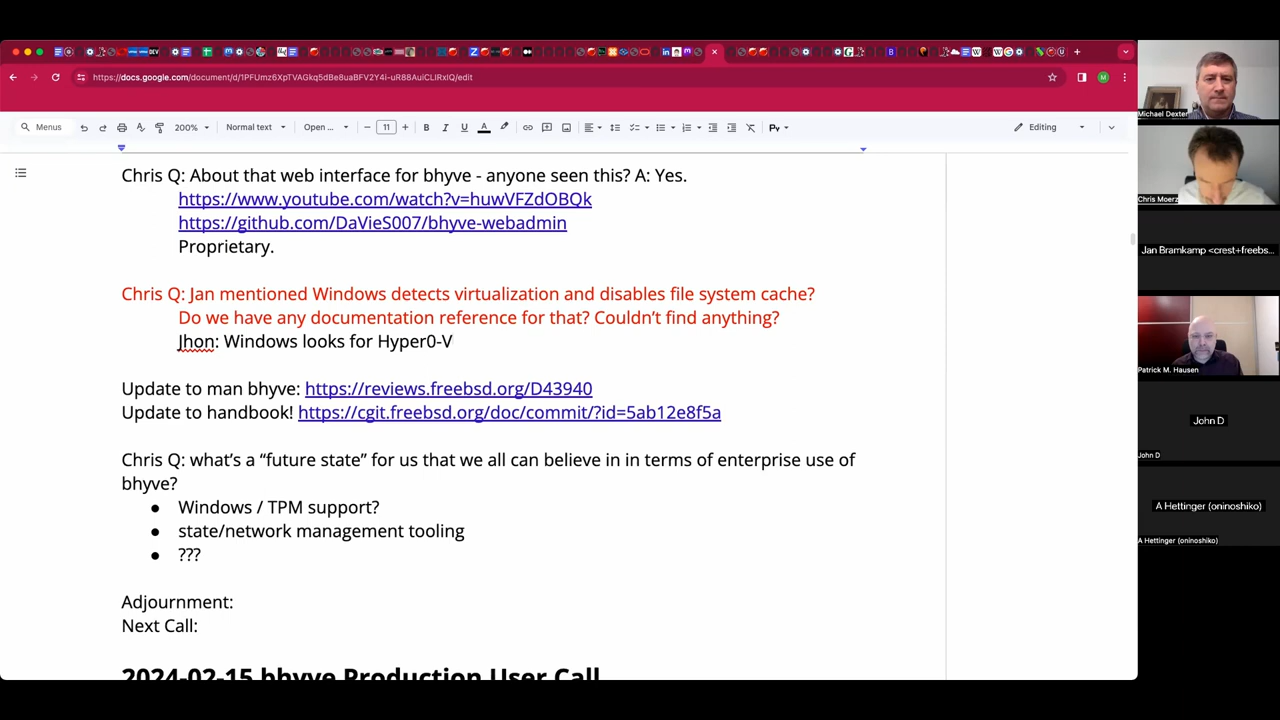 https://docs.google.com/document/d/1PFUmz6XpTVAGkq5dBe8uaBFV2Y4i-uR88AuiCLIRxIQ/edit
Menus
200%
Normal text
Open ...
11
Editing
Chris Q: About that web interface for bhyve - anyone seen this? A: Yes.
https://www.youtube.com/watch?v=huwVFZdOBQk
https://github.com/DaVieS007/bhyve-webadmin
Proprietary.
Chris Q: Jan mentioned Windows detects virtualization and disables file system cache?
Do we have any documentation reference for that? Couldn't find anything?
Jhon: Windows looks for Hyper0-V
Update to man bhyve: https://reviews.freebsd.org/D43940
Update to handbook! https://cgit.freebsd.org/doc/commit/?id=5ab12e8f5a
Chris Q: what's a “future state” for us that we all can believe in in terms of enterprise use of
bhyve?
● Windows / TPM support?
● state/network management tooling
● ???
Adjournment:
Next Call:
2024-02-15 bhyve Production User Call
Michael Dexter
Chris Moerz
Jan Bramkamp <crest+freebs...
Patrick M. Hausen
John D
John D
A Hettinger (oninoshiko)
A Hettinger (oninoshiko)